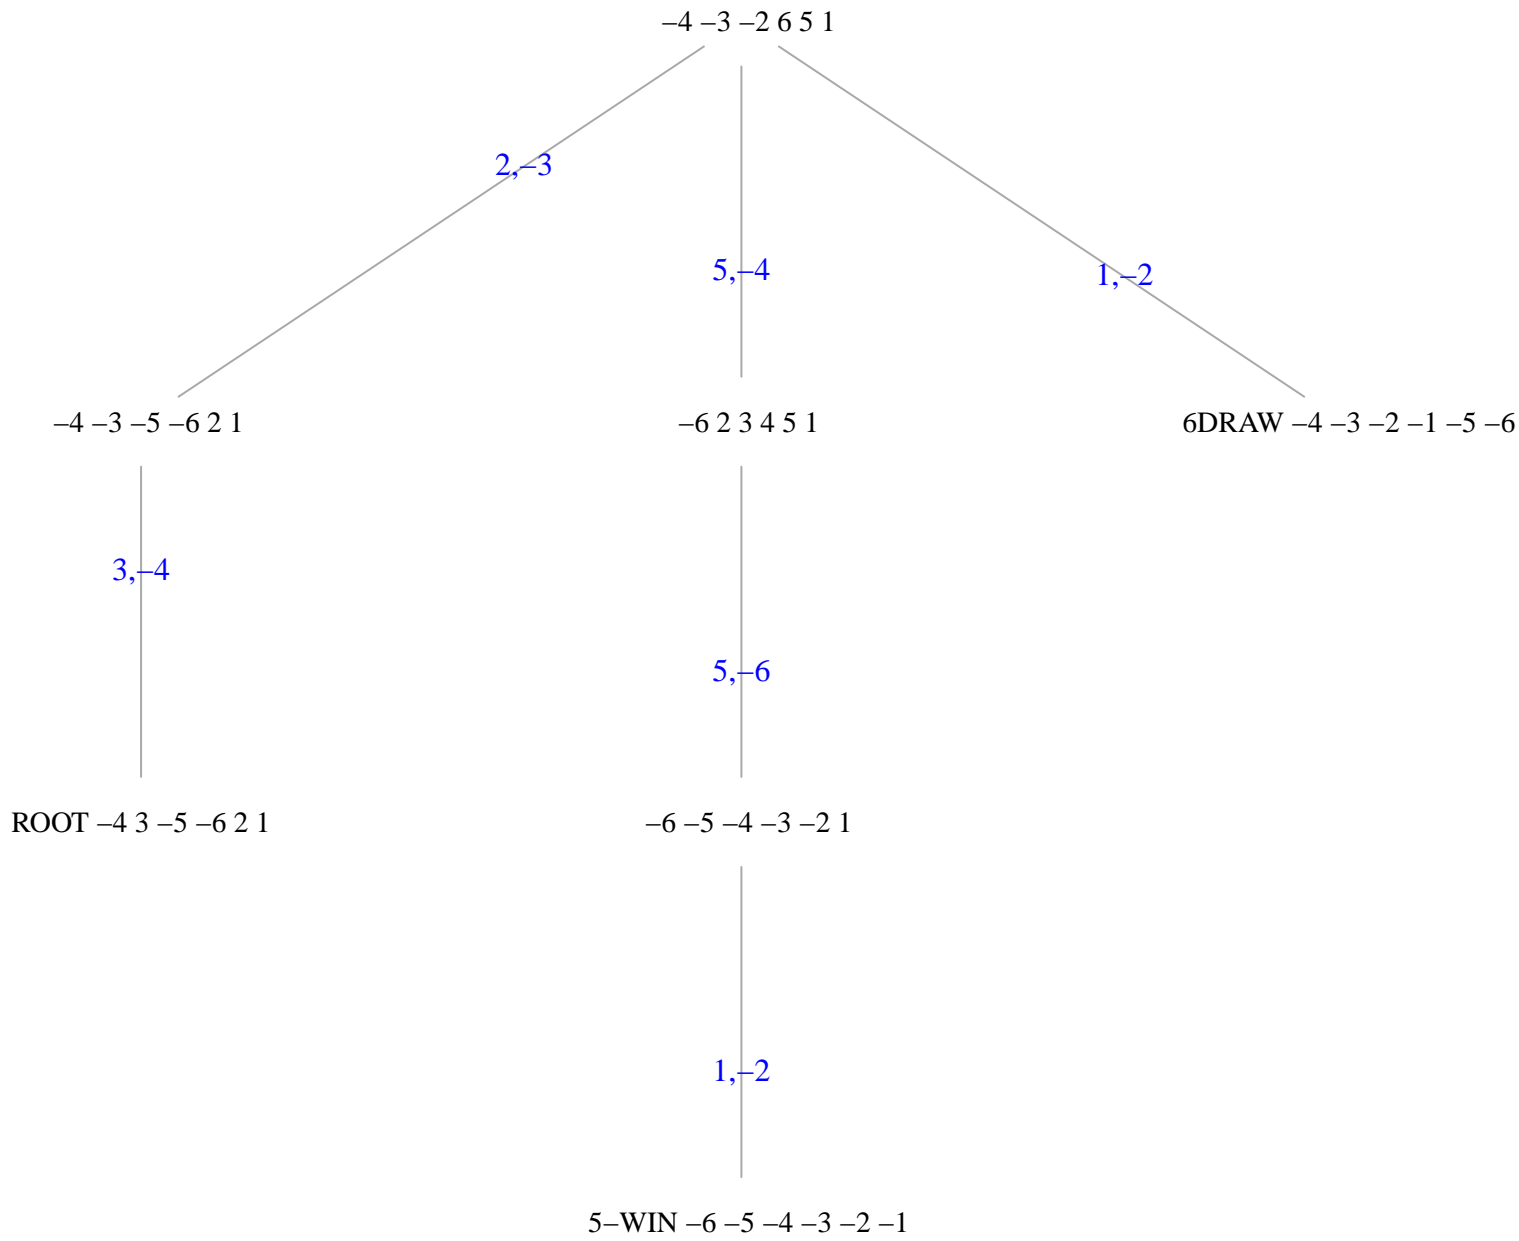 –4 –3 –2 6 5 1
2,–3
5,–4
1,–2
–4 –3 –5 –6 2 1
–6 2 3 4 5 1
6DRAW –4 –3 –2 –1 –5 –6
3,–4
5,–6
ROOT –4 3 –5 –6 2 1
–6 –5 –4 –3 –2 1
1,–2
5–WIN –6 –5 –4 –3 –2 –1